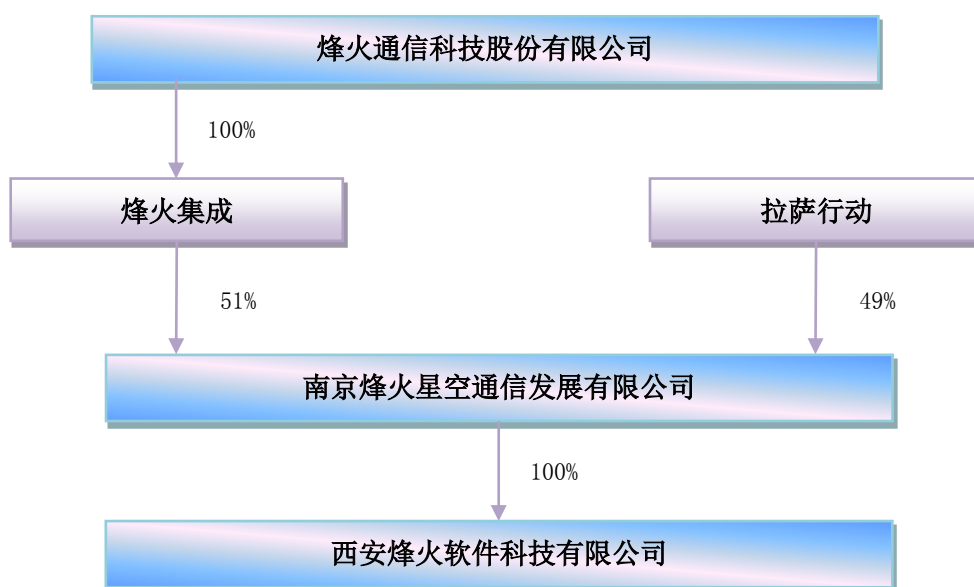 烽火通信科技股份有限公司
100%
烽火集成
拉萨行动
51%
49%
南京烽火星空通信发展有限公司
100%
西安烽火软件科技有限公司